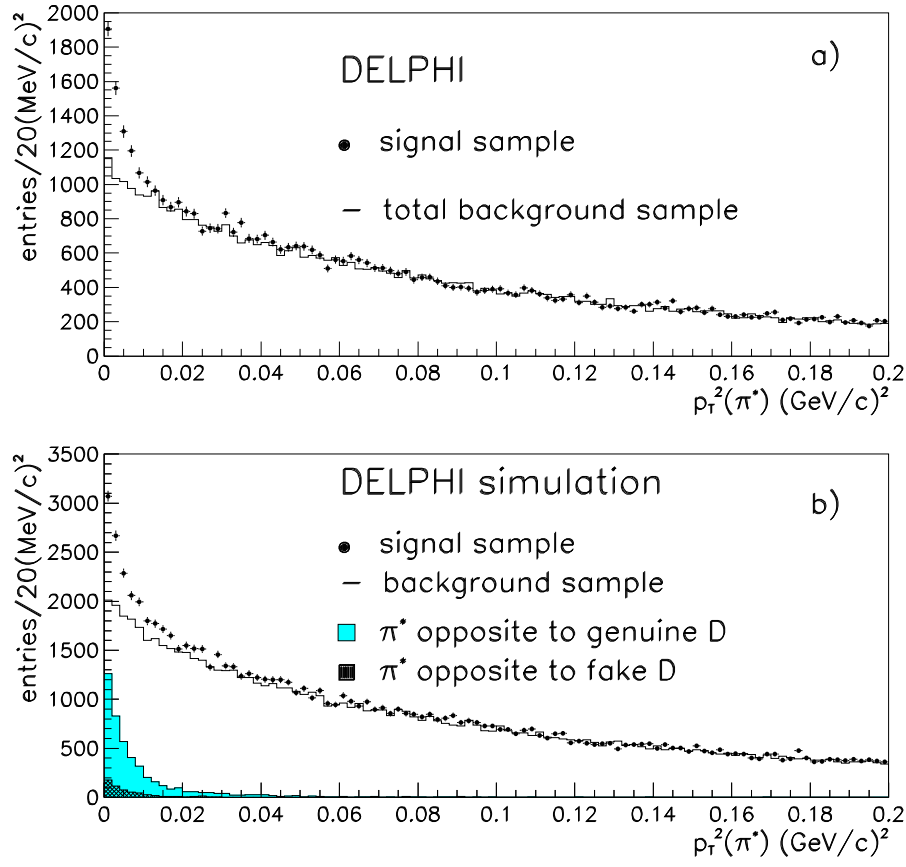 entries/20(MeV/c)²
2000
1800
1600
1400
1200
1000
800
600
400
200
0
DELPHI
a)
signal sample
total background sample
0 0.02 0.04 0.06 0.08 0.1 0.12 0.14 0.16 0.18 0.2
p_T²(π*) (GeV/c)²
entries/20(MeV/c)²
3500
3000
2500
2000
1500
1000
500
0
DELPHI simulation
b)
signal sample
background sample
π* opposite to genuine D
π* opposite to fake D
0 0.02 0.04 0.06 0.08 0.1 0.12 0.14 0.16 0.18 0.2
p_T²(π*) (GeV/c)²